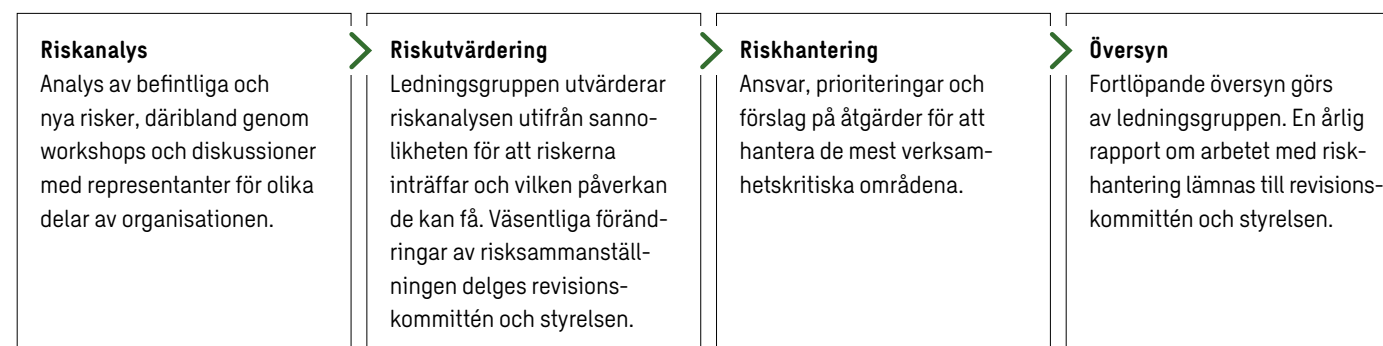 Riskanalys
Analys av befintliga och
nya risker, däribland genom
workshops och diskussioner
med representanter för olika
delar av organisationen.
Riskutvärdering
Ledningsgruppen utvärderar
riskanalysen utifrån sanno-
likheten för att riskerna
inträffar och vilken påverkan
de kan få. Väsentliga föränd-
ringar av risksammanställ-
ningen delges revisions-
kommittén och styrelsen.
Riskhantering
Ansvar, prioriteringar och
förslag på åtgärder för att
hantera de mest verksam-
hetskritiska områdena.
Översyn
Fortlöpande översyn görs
av ledningsgruppen. En årlig
rapport om arbetet med risk-
hantering lämnas till revisions-
kommittén och styrelsen.